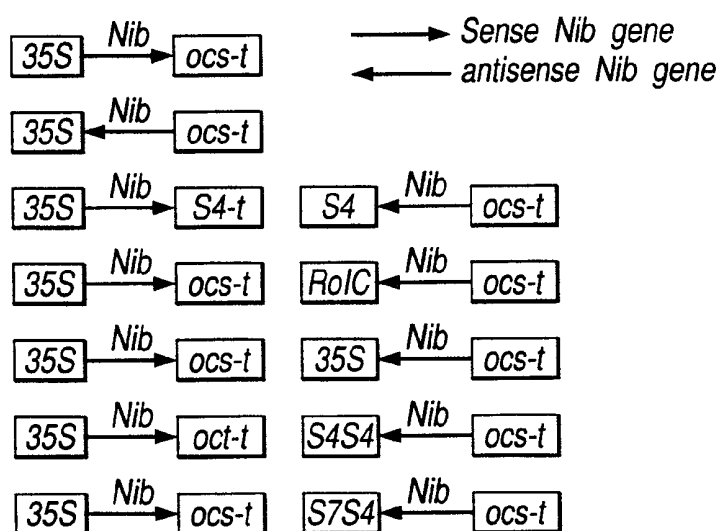 35S Nib ocs-t Sense Nib gene
antisense Nib gene
35S Nib ocs-t
35S Nib S4-t S4 Nib ocs-t
35S Nib ocs-t RolC Nib ocs-t
35S Nib ocs-t 35S Nib ocs-t
35S Nib oct-t S4S4 Nib ocs-t
35S Nib ocs-t S7S4 Nib ocs-t